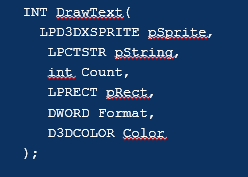 INT DrawText(
LPD3DXSPRITE pSprite,
LPCTSTR pString,
int Count,
LPRECT pRect,
DWORD Format,
D3DCOLOR Color
);